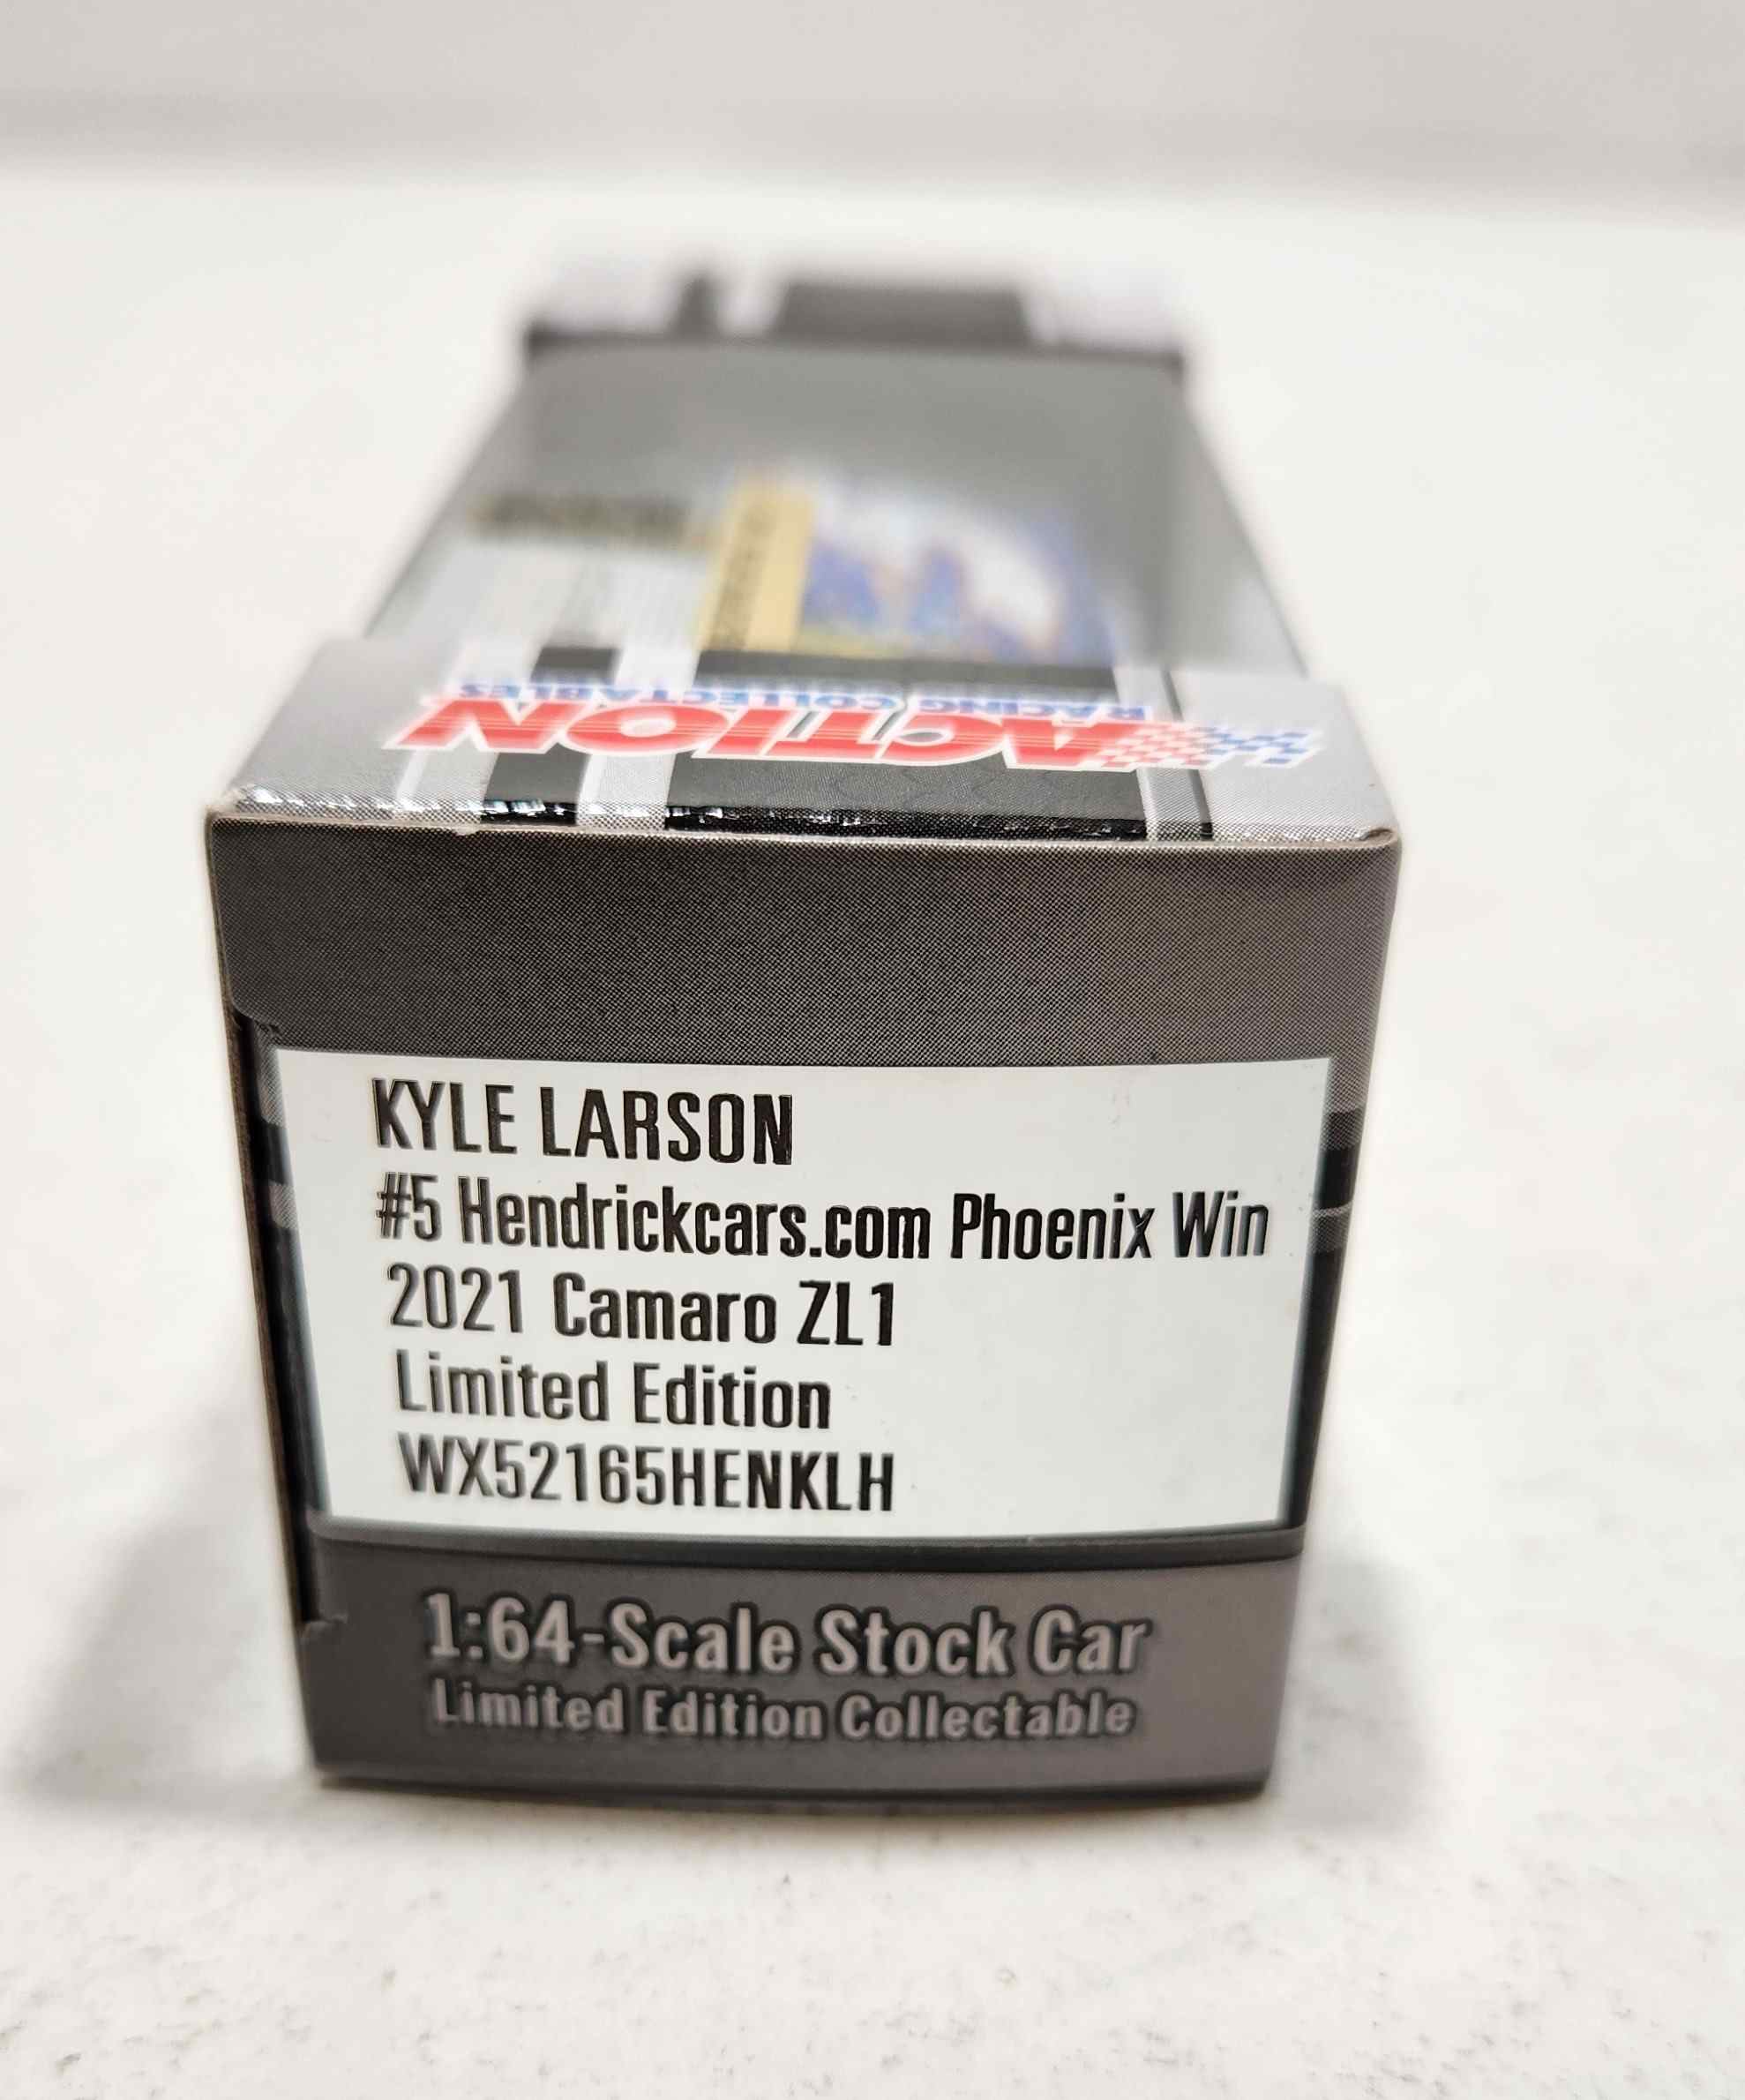 ACTION
RACING COLLECTABLES
KYLE LARSON
#5 Hendrickcars.com Phoenix Win
2021 Camaro ZL1
Limited Edition
WX52165HENKLH
1:64-Scale Stock Car
Limited Edition Collectable